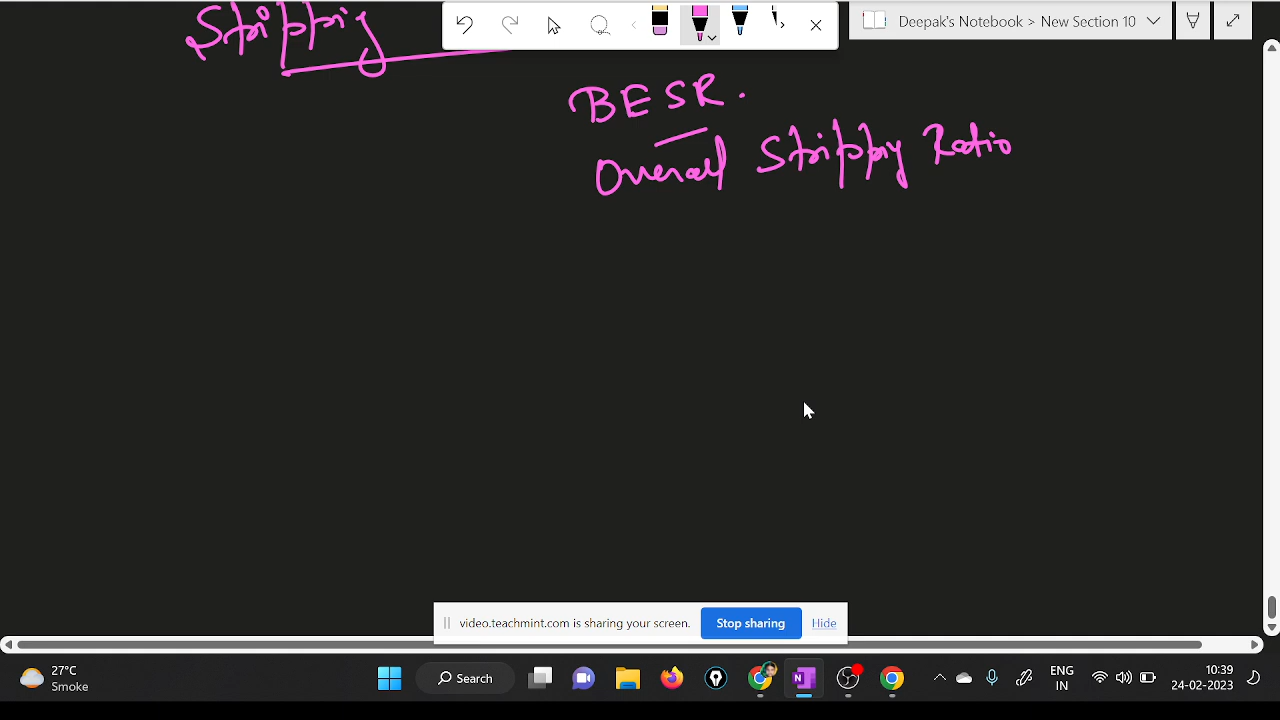 Stripping
Deepak's Notebook > New Section 10
BESR.
Overall Stripping Ratio
video.teachmint.com is sharing your screen.
Stop sharing
Hide
27°C
Smoke
Search
ENG
IN
10:39
24-02-2023